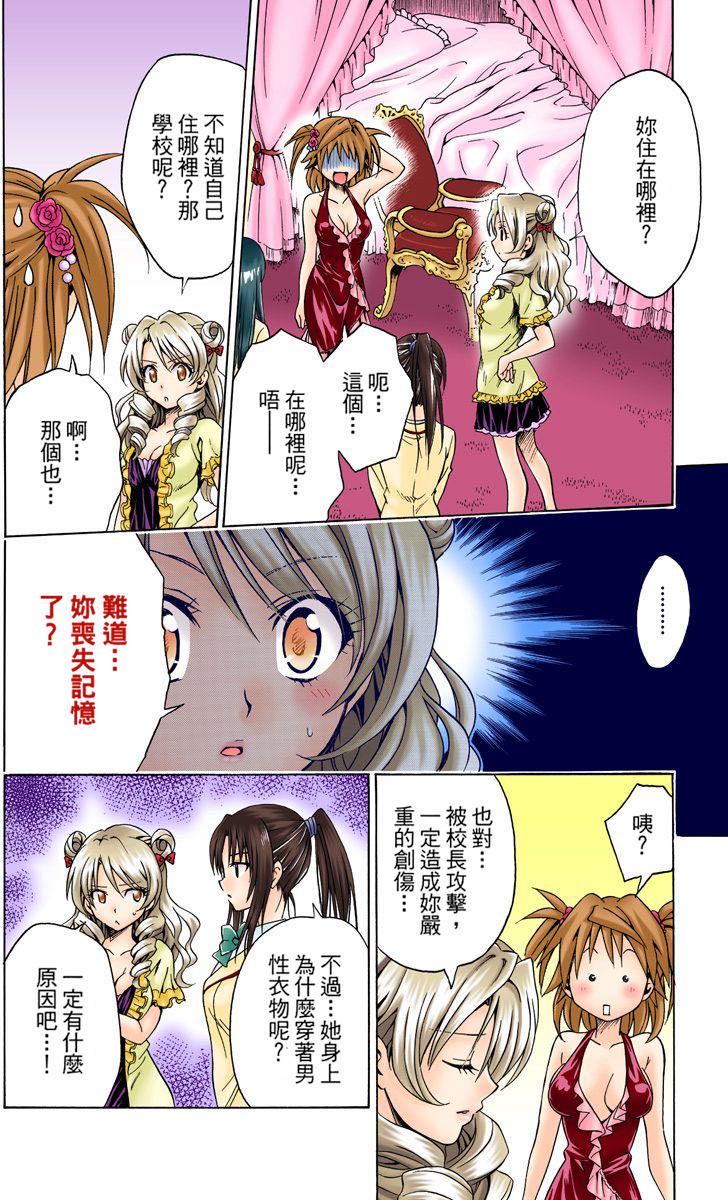 妳住在哪裡？
呃…
這個…
在哪裡呢…
唔——
不知道自己
住哪裡？那
學校呢？
啊…
那個也…
………
難道…
妳喪失記憶
了？
咦？
也對…
被校長攻擊，
一定造成妳嚴
重的創傷…
不過…她身上
為什麼穿著男
性衣物呢？
一定有什麼
原因吧…！